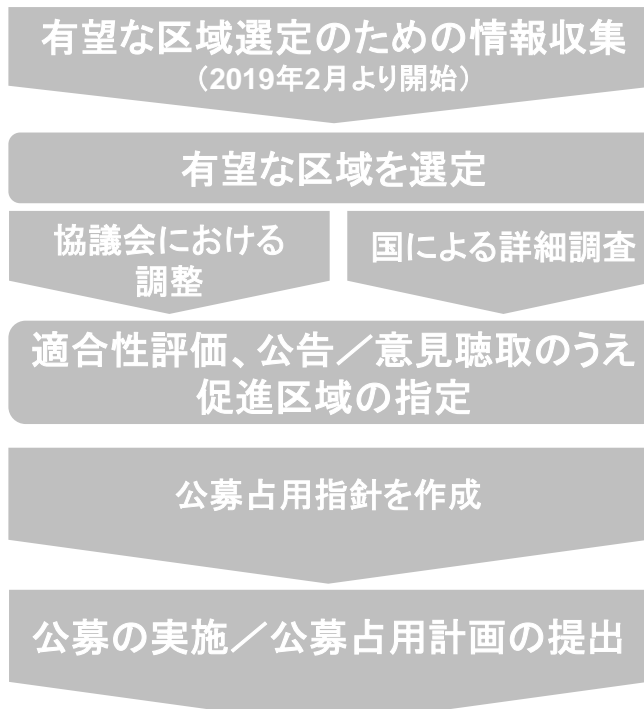 有望な区域選定のための情報収集
（2019年2月より開始）
有望な区域を選定
協議会における
調整
国による詳細調査
適合性評価、公告／意見聴取のうえ
促進区域の指定
公募占用指針を作成
公募の実施／公募占用計画の提出